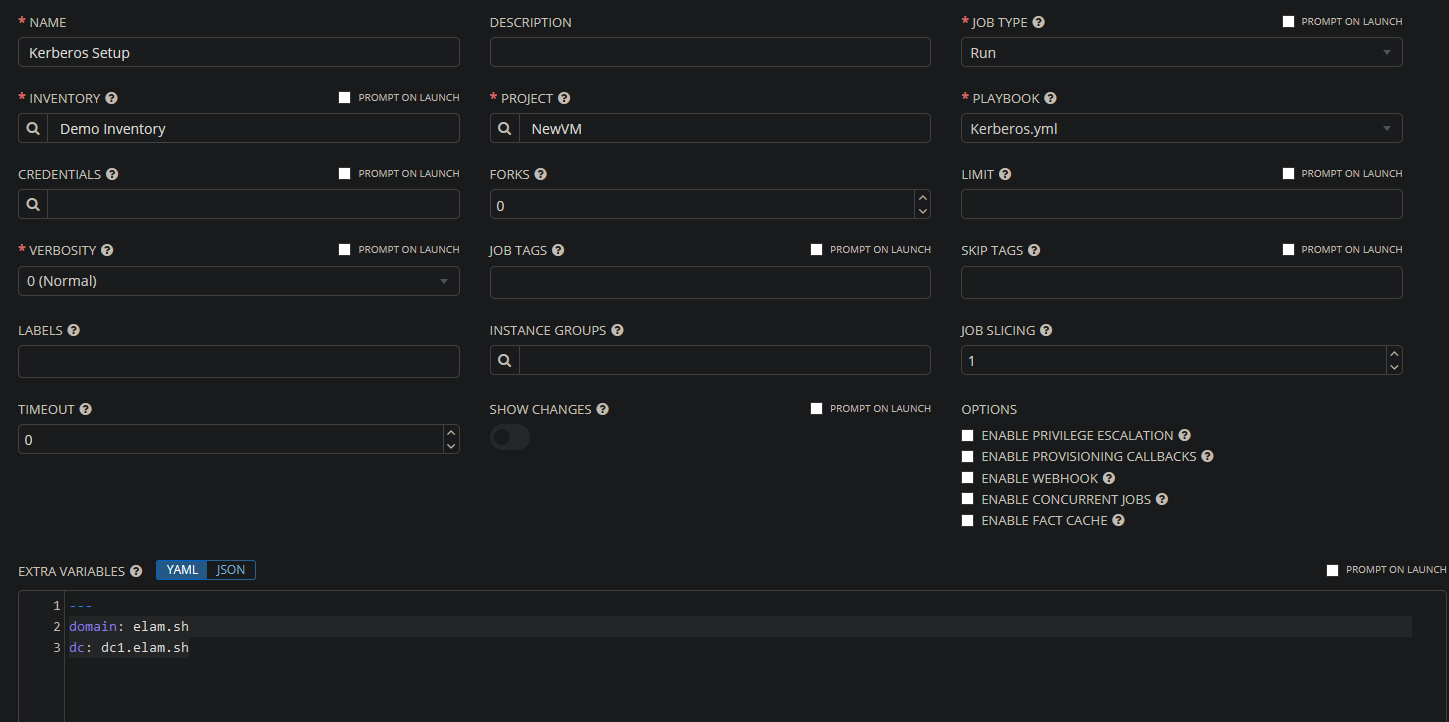 * NAME
Kerberos Setup
DESCRIPTION
* JOB TYPE ? PROMPT ON LAUNCH
Run
* INVENTORY ? PROMPT ON LAUNCH
Demo Inventory
* PROJECT ?
NewVM
* PLAYBOOK ?
Kerberos.yml
CREDENTIALS ? PROMPT ON LAUNCH
FORKS ?
0
LIMIT ? PROMPT ON LAUNCH
* VERBOSITY ? PROMPT ON LAUNCH
0 (Normal)
JOB TAGS ? PROMPT ON LAUNCH
SKIP TAGS ? PROMPT ON LAUNCH
LABELS ?
INSTANCE GROUPS ?
JOB SLICING ?
1
TIMEOUT ?
0
SHOW CHANGES ? PROMPT ON LAUNCH
OPTIONS
ENABLE PRIVILEGE ESCALATION ?
ENABLE PROVISIONING CALLBACKS ?
ENABLE WEBHOOK ?
ENABLE CONCURRENT JOBS ?
ENABLE FACT CACHE ?
EXTRA VARIABLES ? YAML JSON PROMPT ON LAUNCH
1 ---
2 domain: elam.sh
3 dc: dc1.elam.sh